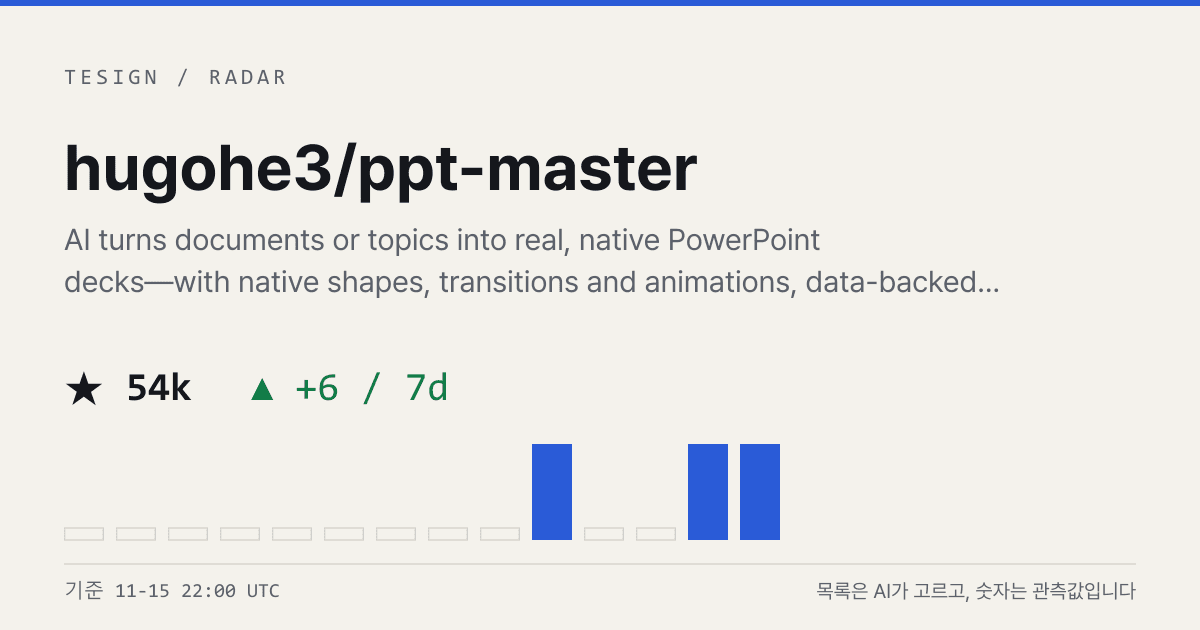 TESIGN / RADAR
hugohe3/ppt-master
AI turns documents or topics into real, native PowerPoint
decks—with native shapes, transitions and animations, data-backed...
★ 54k ▲ +6 / 7d
기준 11-15 22:00 UTC
목록은 AI가 고르고, 숫자는 관측값입니다